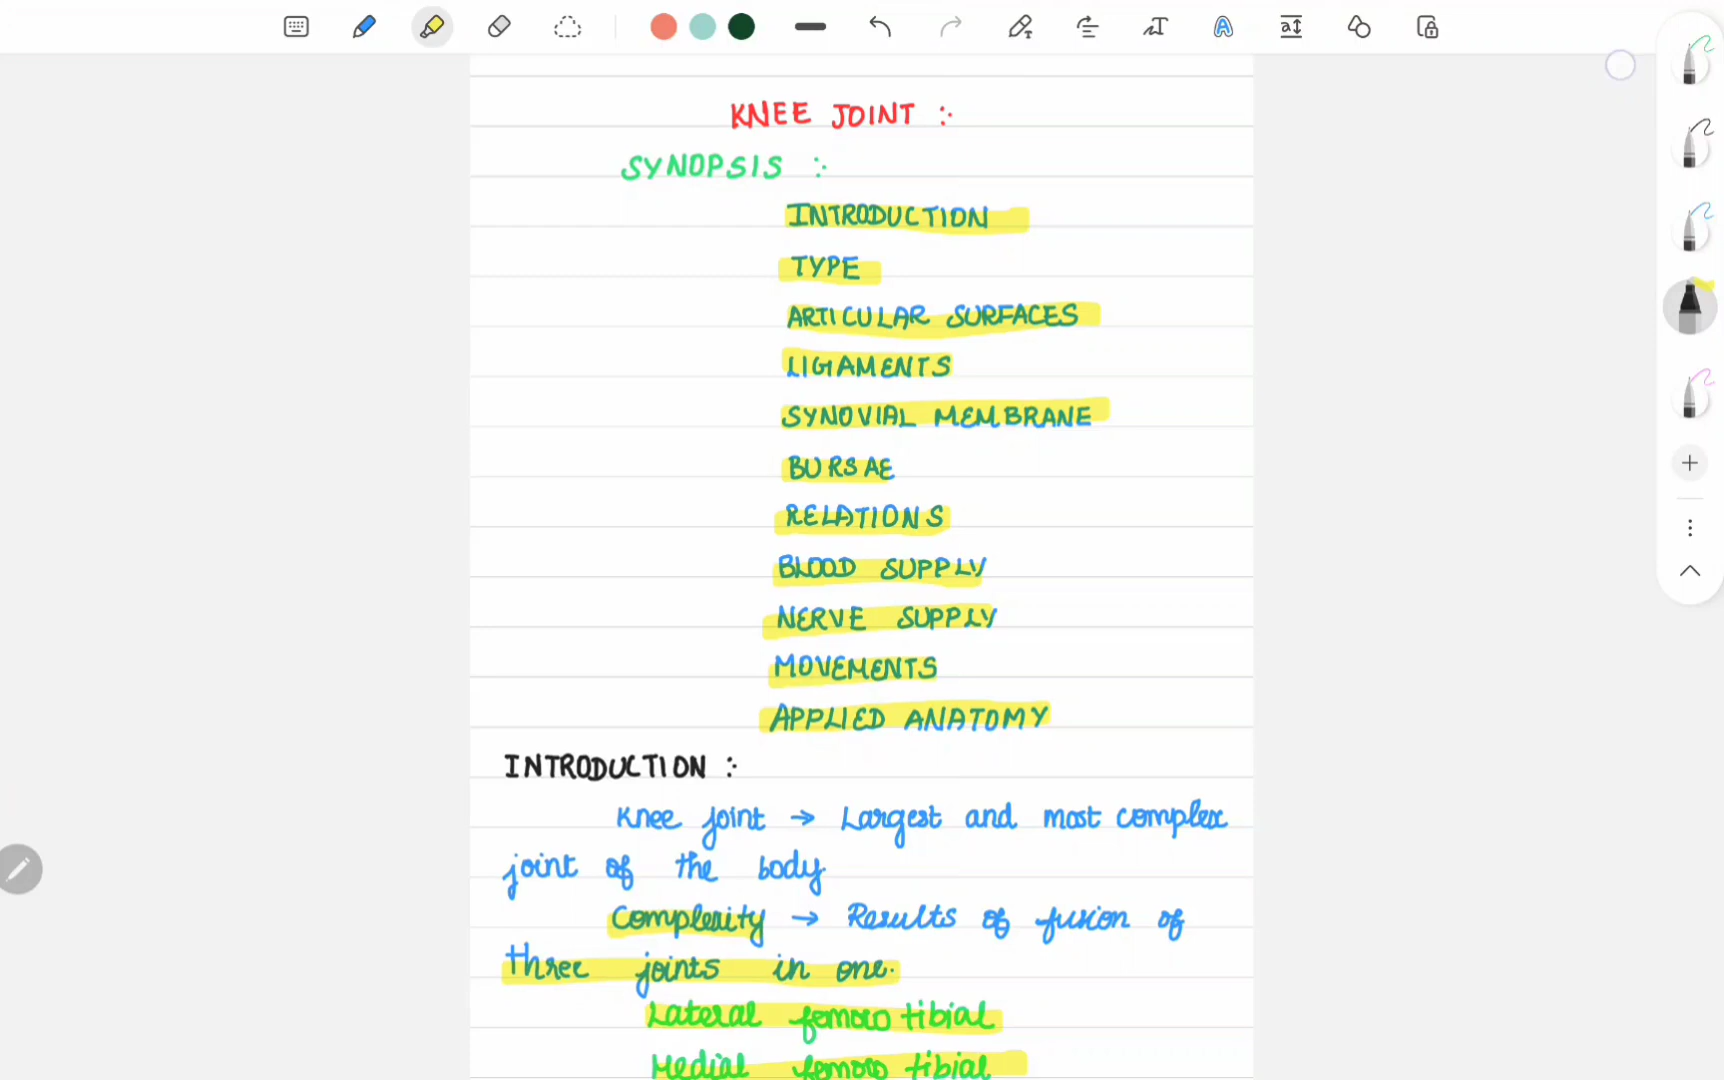 KNEE JOINT :-
SYNOPSIS :-
INTRODUCTION
TYPE
ARTICULAR SURFACES
LIGAMENTS
SYNOVIAL MEMBRANE
BURSAE
RELATIONS
BLOOD SUPPLY
NERVE SUPPLY
MOVEMENTS
APPLIED ANATOMY
INTRODUCTION :-
Knee joint → Largest and most complex
joint of the body.
Complexity → Results of fusion of
three joints in one.
Lateral femoro tibial
Medial femoro tibial